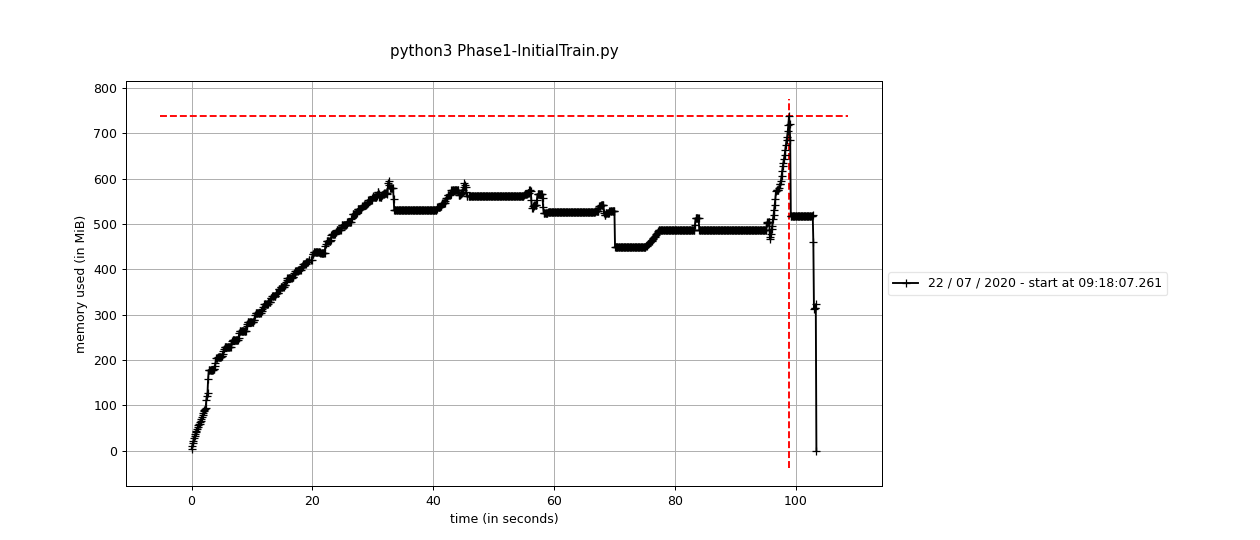 python3 Phase1-InitialTrain.py
800
700
600
500
400
300
200
100
0
memory used (in MiB)
0 20 40 60 80 100
time (in seconds)
22 / 07 / 2020 - start at 09:18:07.261